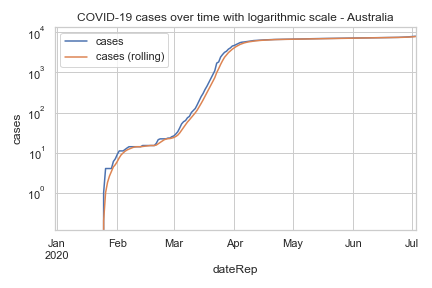 COVID-19 cases over time with logarithmic scale - Australia
cases
cases (rolling)
10^4
10^3
10^2
10^1
10^0
cases
Jan
2020
Feb
Mar
Apr
May
Jun
Jul
dateRep